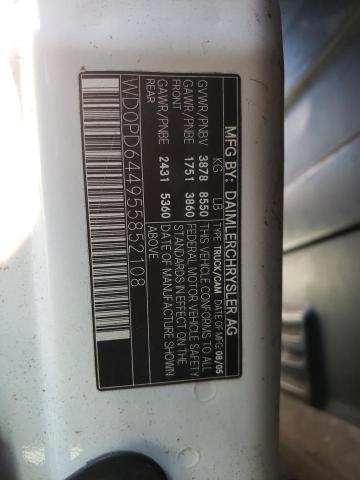 MFG BY: DAIMLERCHRYSLER AG
KG LB TYPE TRUCK/CAM DATE OF MFG. 08/05
GVWR/PNBV 3878 8550 THIS VEHICLE CONFORMS TO ALL
GAWR/PNBE 1751 3860 FEDERAL MOTOR VEHICLE SAFETY
FRONT STANDARDS IN EFFECT ON THE
GAWR/PNBE 2431 5360 DATE OF MANUFACTURE SHOWN
REAR ABOVE.
WD0PD644955852108